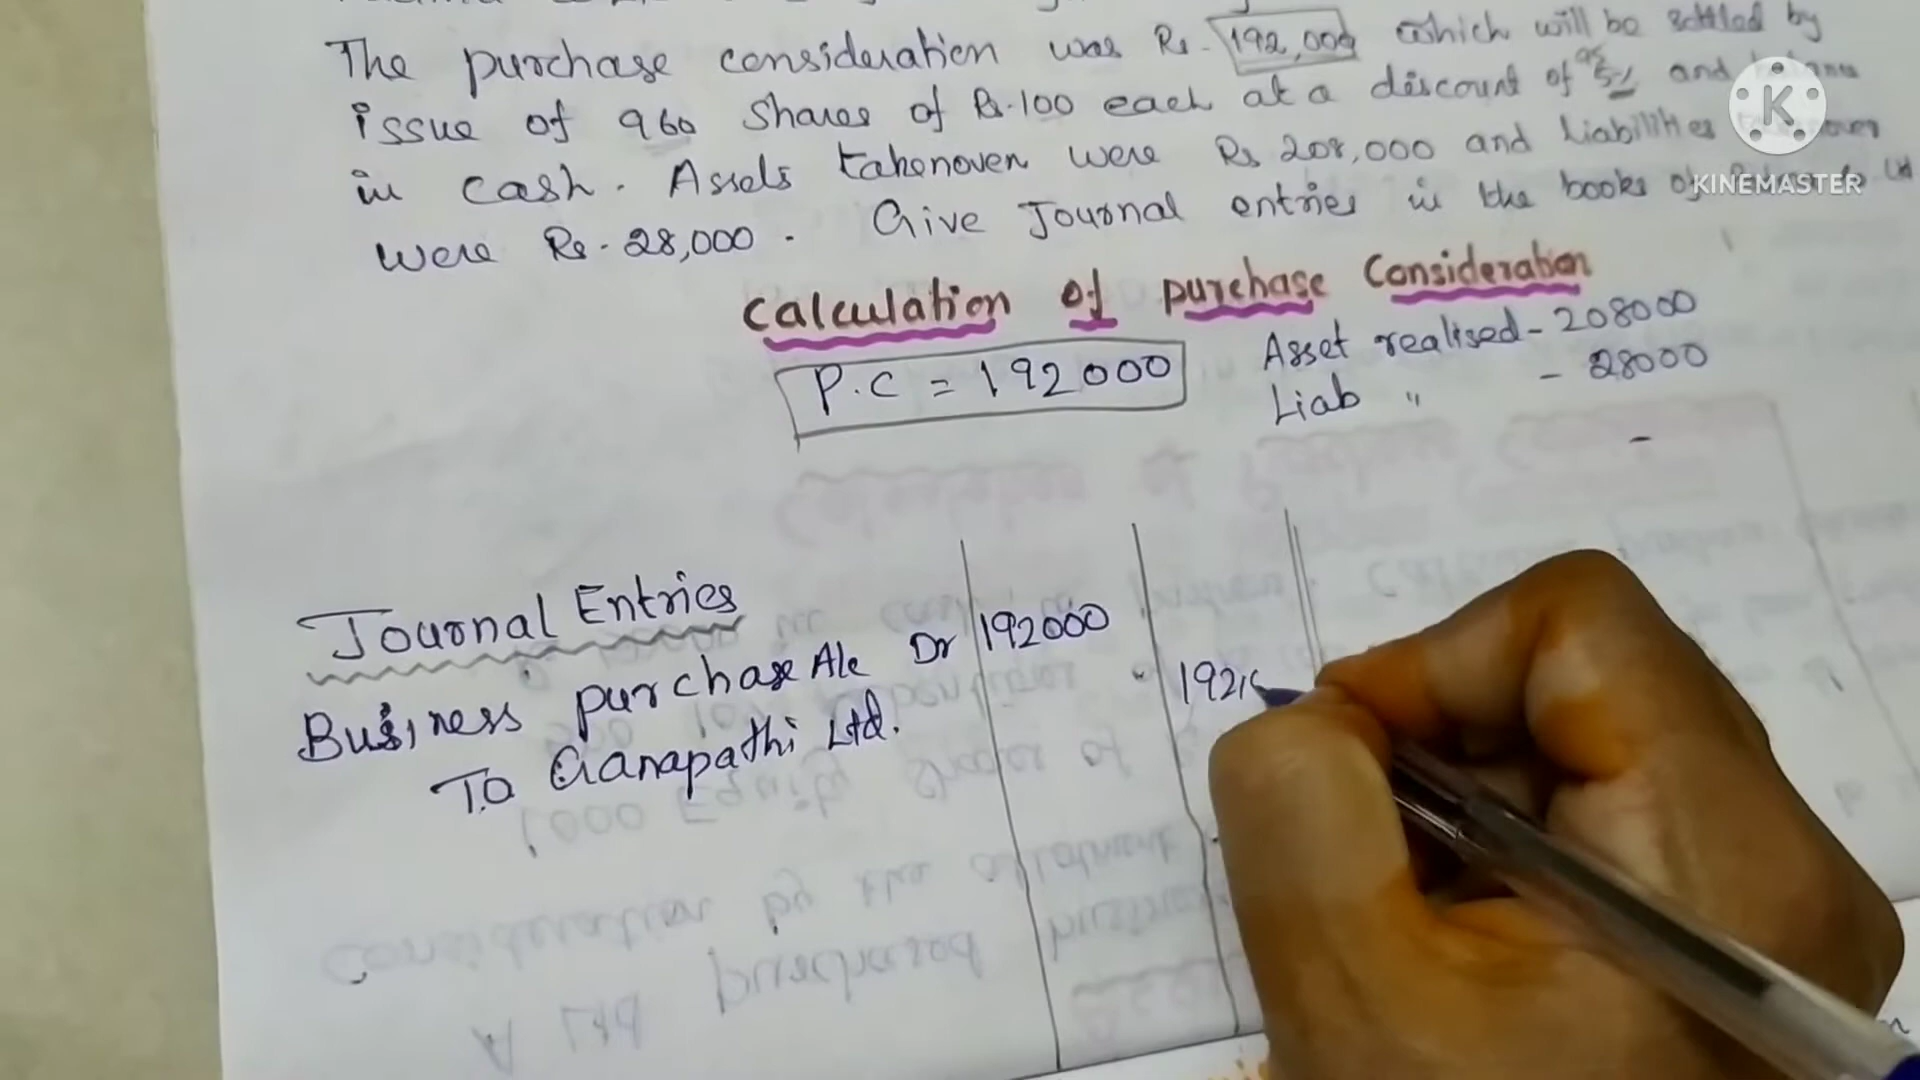 The purchase consideration was Rs. 192,000 which will be settled by
issue of 960 Shares of Rs.100 each at a discount of 5% and
in cash. Assets takenover were Rs 208,000 and liabilities
were Rs. 28,000. Give Journal entries in the books of Ltd
Calculation of purchase Consideration
P.C = 192000
Asset realised - 208000
Liab " - 28000
-
Journal Entries
Business purchase A/c Dr 192000
To Ganapathi Ltd. 192
K
KINEMASTER